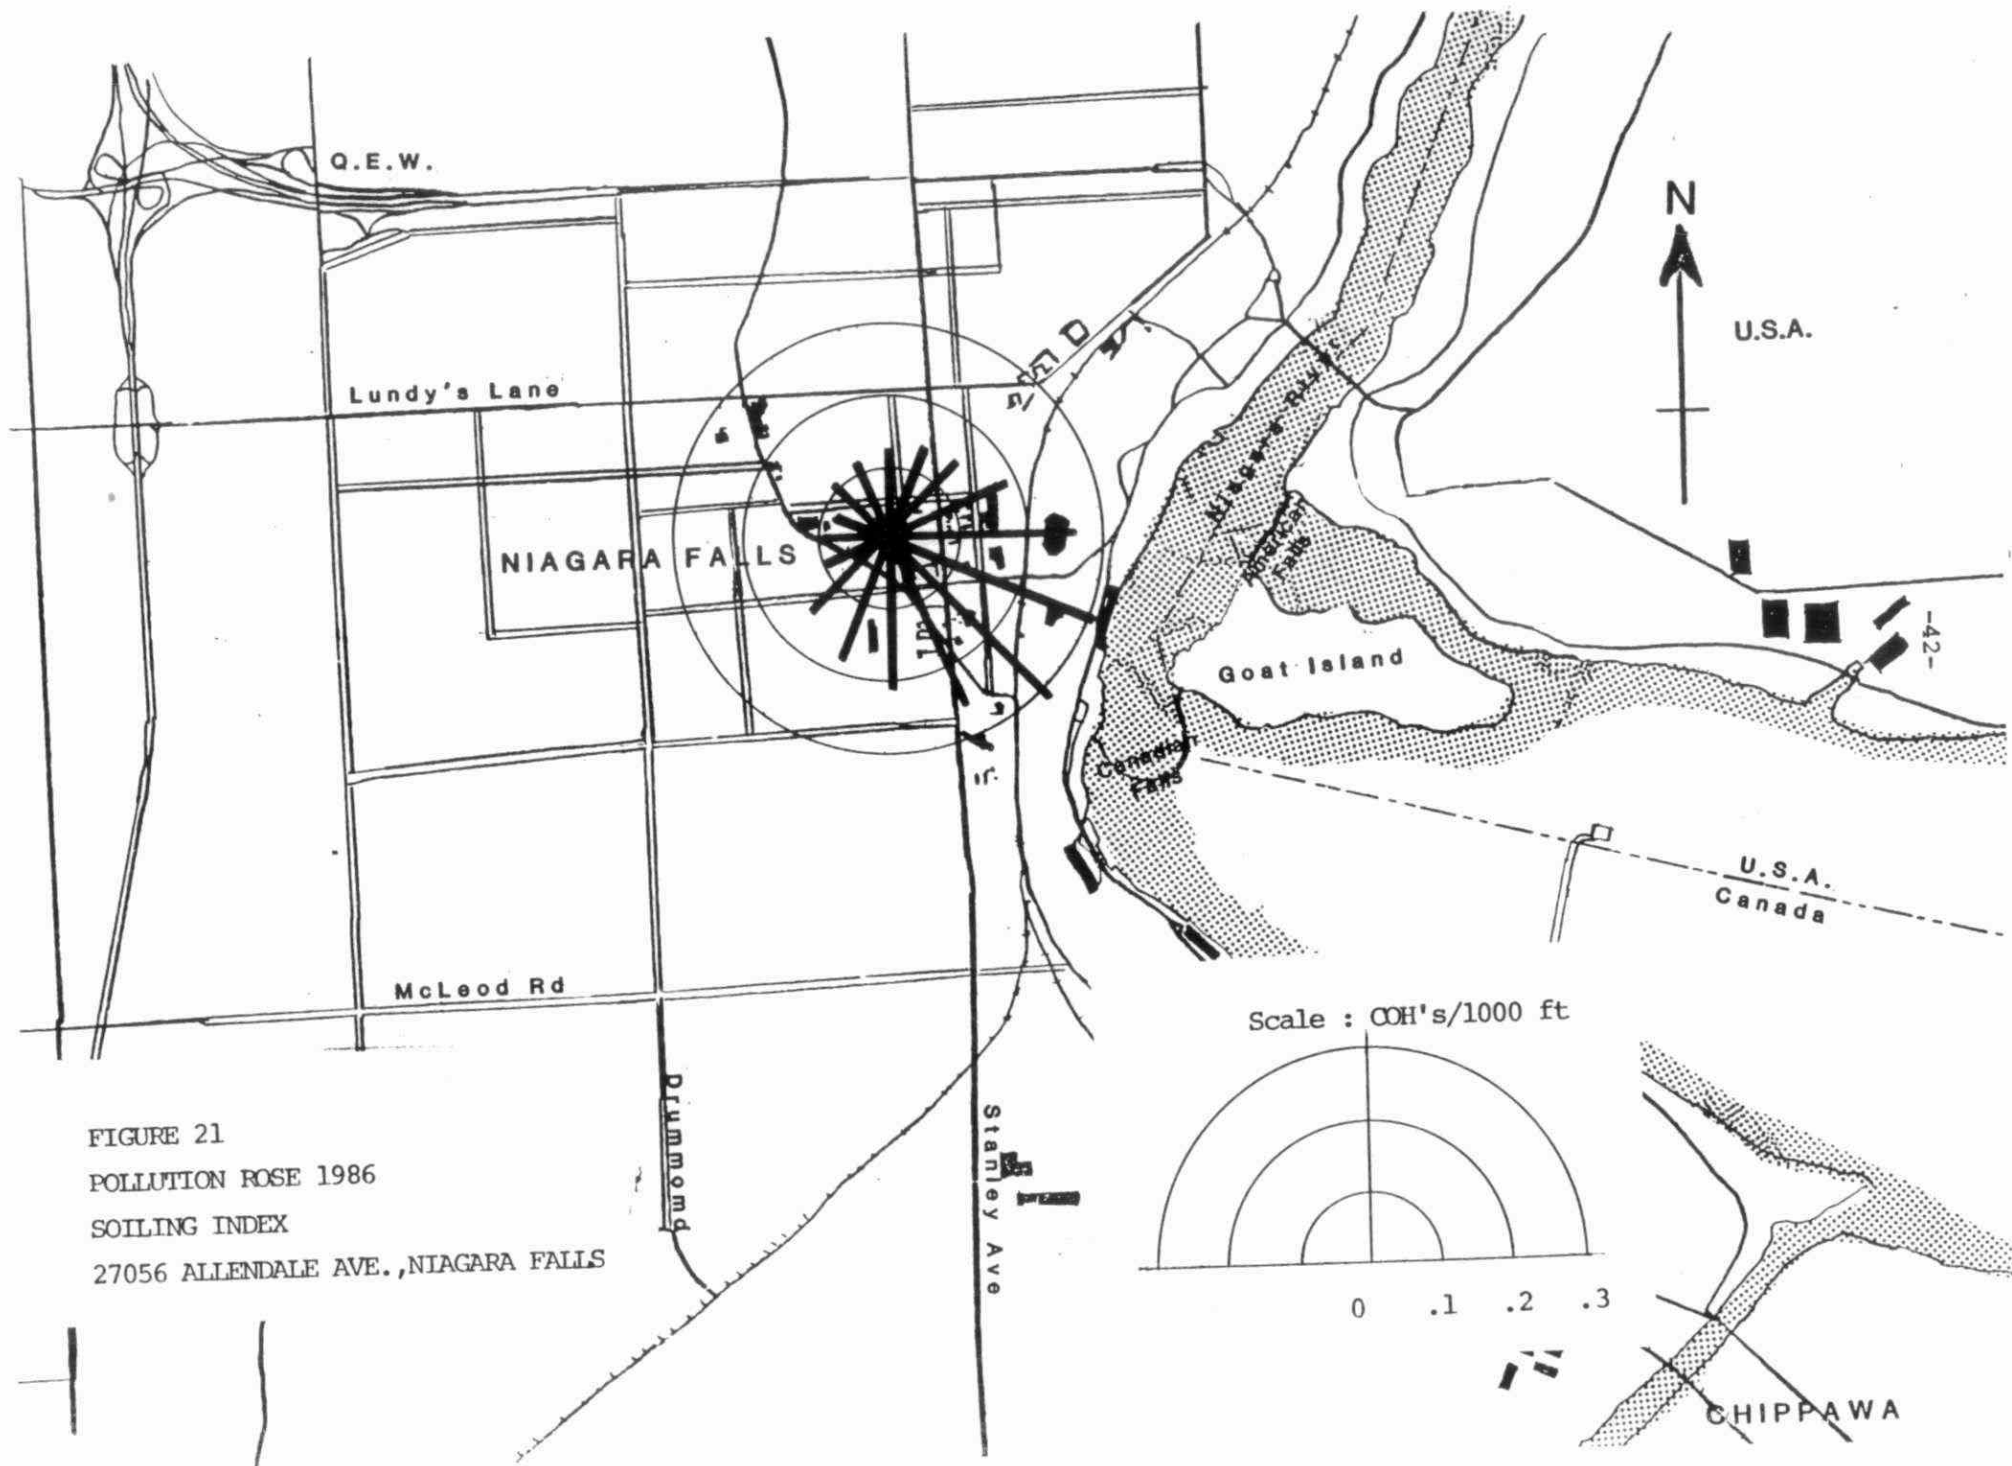 Q.E.W.
N
U.S.A.
Lundy's Lane
Niagara River
American
Falls
NIAGARA FALLS
-42-
Goat Island
Canadian
Falls
U.S.A.
Canada
McLeod Rd
Scale : COH's/1000 ft
0 .1 .2 .3
Drummond
Stanley Ave
FIGURE 21
POLLUTION ROSE 1986
SOILING INDEX
27056 ALLENDALE AVE., NIAGARA FALLS
CHIPPAWA